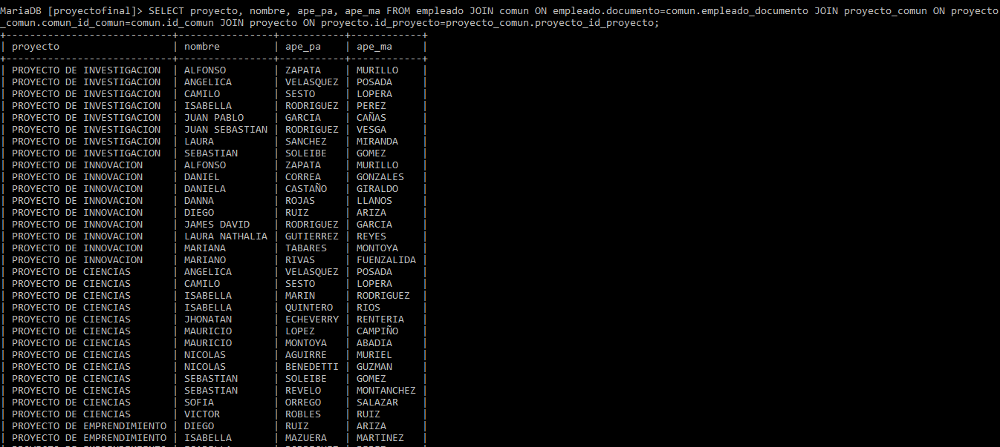 MariaDB [proyectofinal]> SELECT proyecto, nombre, ape_pa, ape_ma FROM empleado JOIN comun ON empleado.documento=comun.empleado_documento JOIN proyecto_comun ON proyecto
_comun.comun_id_comun=comun.id_comun JOIN proyecto ON proyecto.id_proyecto=proyecto_comun.proyecto_id_proyecto;
+----------------------------+----------------+-----------+------------+
| proyecto                   | nombre         | ape_pa    | ape_ma     |
+----------------------------+----------------+-----------+------------+
| PROYECTO DE INVESTIGACION  | ALFONSO        | ZAPATA    | MURILLO    |
| PROYECTO DE INVESTIGACION  | ANGELICA       | VELASQUEZ | POSADA     |
| PROYECTO DE INVESTIGACION  | CAMILO         | SESTO     | LOPERA     |
| PROYECTO DE INVESTIGACION  | ISABELLA       | RODRIGUEZ | PEREZ      |
| PROYECTO DE INVESTIGACION  | JUAN PABLO     | GARCIA    | CAÑAS      |
| PROYECTO DE INVESTIGACION  | JUAN SEBASTIAN | RODRIGUEZ | VESGA      |
| PROYECTO DE INVESTIGACION  | LAURA          | SANCHEZ   | MIRANDA    |
| PROYECTO DE INVESTIGACION  | SEBASTIAN      | SOLEIBE   | GOMEZ      |
| PROYECTO DE INNOVACION     | ALFONSO        | ZAPATA    | MURILLO    |
| PROYECTO DE INNOVACION     | DANIEL         | CORREA    | GONZALES   |
| PROYECTO DE INNOVACION     | DANIELA        | CASTAÑO   | GIRALDO    |
| PROYECTO DE INNOVACION     | DANNA          | ROJAS     | LLANOS     |
| PROYECTO DE INNOVACION     | DIEGO          | RUIZ      | ARIZA      |
| PROYECTO DE INNOVACION     | JAMES DAVID    | RODRIGUEZ | GARCIA     |
| PROYECTO DE INNOVACION     | LAURA NATHALIA | GUTIERREZ | REYES      |
| PROYECTO DE INNOVACION     | MARIANA        | TABARES   | MONTOYA    |
| PROYECTO DE INNOVACION     | MARIANO        | RIVAS     | FUENZALIDA |
| PROYECTO DE CIENCIAS       | ANGELICA       | VELASQUEZ | POSADA     |
| PROYECTO DE CIENCIAS       | CAMILO         | SESTO     | LOPERA     |
| PROYECTO DE CIENCIAS       | ISABELLA       | MARIN     | RODRIGUEZ  |
| PROYECTO DE CIENCIAS       | ISABELLA       | QUINTERO  | RIOS       |
| PROYECTO DE CIENCIAS       | JHONATAN       | ECHEVERRY | RENTERIA   |
| PROYECTO DE CIENCIAS       | MAURICIO       | LOPEZ     | CAMPIÑO    |
| PROYECTO DE CIENCIAS       | MAURICIO       | MONTOYA   | ABADIA     |
| PROYECTO DE CIENCIAS       | NICOLAS        | AGUIRRE   | MURIEL     |
| PROYECTO DE CIENCIAS       | NICOLAS        | BENEDETTI | GUZMAN     |
| PROYECTO DE CIENCIAS       | SEBASTIAN      | SOLEIBE   | GOMEZ      |
| PROYECTO DE CIENCIAS       | SEBASTIAN      | REVELO    | MONTANCHEZ |
| PROYECTO DE CIENCIAS       | SOFIA          | ORREGO    | SALAZAR    |
| PROYECTO DE CIENCIAS       | VICTOR         | ROBLES    | RUIZ       |
| PROYECTO DE EMPRENDIMIENTO | DIEGO          | RUIZ      | ARIZA      |
| PROYECTO DE EMPRENDIMIENTO | ISABELLA       | MAZUERA   | MARTINEZ   |